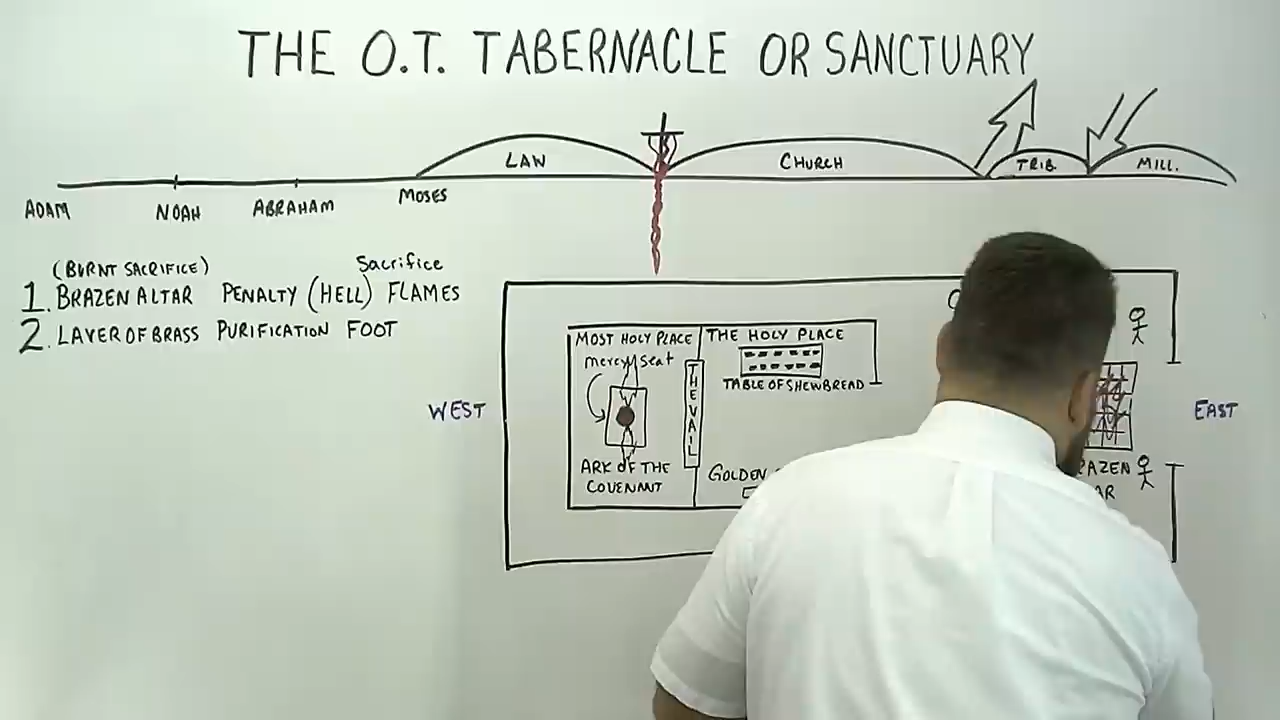 THE O.T. TABERNACLE OR SANCTUARY
LAW
CHURCH
TRIB.
MILL.
ADAM
NOAH
ABRAHAM
MOSES
(BURNT SACRIFICE)
Sacrifice
1. BRAZEN ALTAR PENALTY (HELL) FLAMES
2. LAVER OF BRASS PURIFICATION FOOT
MOST HOLY PLACE
THE HOLY PLACE
mercy seat
TABLE OF SHEWBREAD
THE VAIL
WEST
EAST
ARK OF THE
COVENANT
GOLDEN